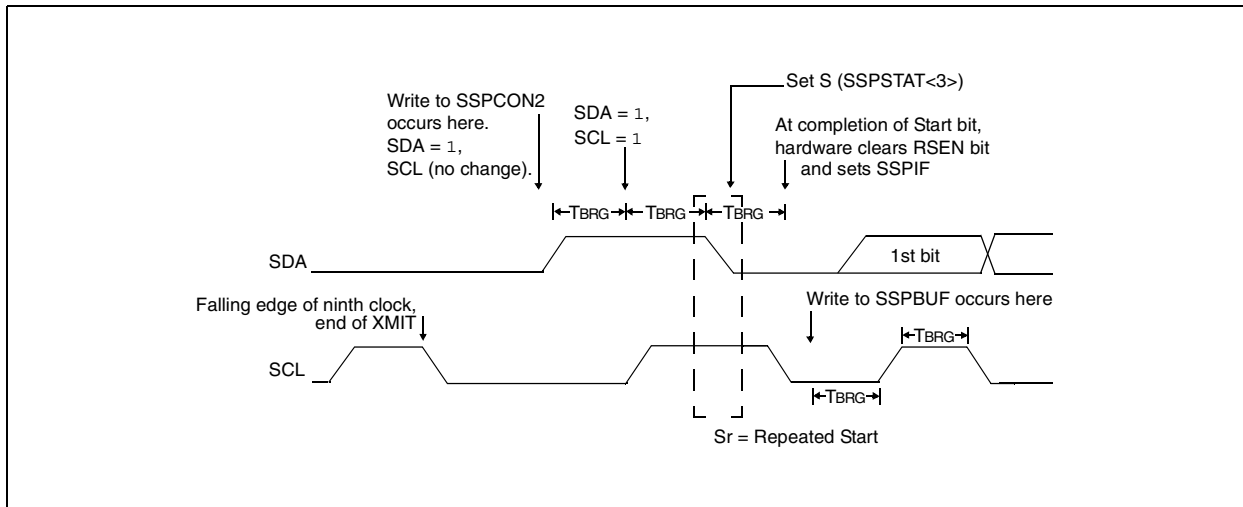 Set S (SSPSTAT<3>)
Write to SSPCON2
occurs here.
SDA = 1,
SCL (no change).
SDA = 1,
SCL = 1
At completion of Start bit,
hardware clears RSEN bit
and sets SSPIF
TBRG
TBRG
TBRG
SDA
1st bit
Write to SSPBUF occurs here
Falling edge of ninth clock,
end of XMIT
TBRG
SCL
TBRG
Sr = Repeated Start